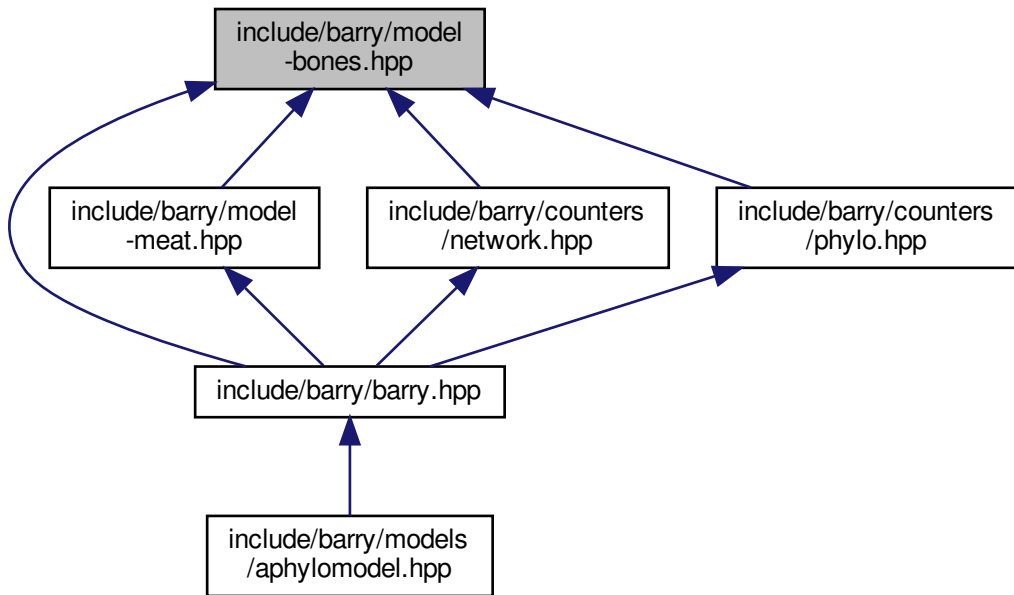 include/barry/model
-bones.hpp
include/barry/model
-meat.hpp
include/barry/counters
/network.hpp
include/barry/counters
/phylo.hpp
include/barry/barry.hpp
include/barry/models
/aphylomodel.hpp